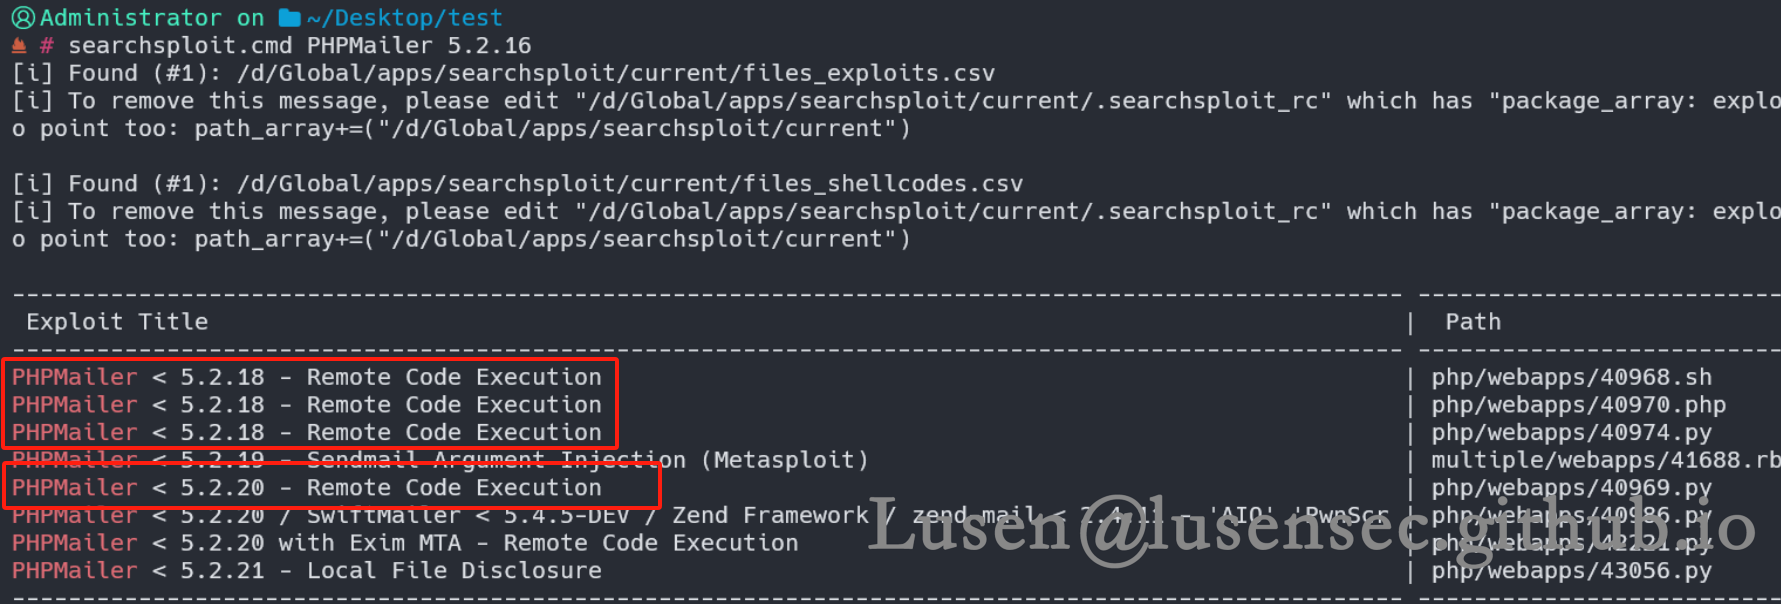 Administrator on ~/Desktop/test
# searchsploit.cmd PHPMailer 5.2.16
[i] Found (#1): /d/Global/apps/searchsploit/current/files_exploits.csv
[i] To remove this message, please edit "/d/Global/apps/searchsploit/current/.searchsploit_rc" which has "package_array: explo
o point too: path_array+=("/d/Global/apps/searchsploit/current")
[i] Found (#1): /d/Global/apps/searchsploit/current/files_shellcodes.csv
[i] To remove this message, please edit "/d/Global/apps/searchsploit/current/.searchsploit_rc" which has "package_array: explo
o point too: path_array+=("/d/Global/apps/searchsploit/current")
---------------------------------------------------------------------------------------------------- ---------------------------
Exploit Title | Path
---------------------------------------------------------------------------------------------------- ---------------------------
PHPMailer < 5.2.18 - Remote Code Execution | php/webapps/40968.sh
PHPMailer < 5.2.18 - Remote Code Execution | php/webapps/40970.php
PHPMailer < 5.2.18 - Remote Code Execution | php/webapps/40974.py
PHPMailer < 5.2.19 - Sendmail Argument Injection (Metasploit) | multiple/webapps/41688.rb
PHPMailer < 5.2.20 - Remote Code Execution | php/webapps/40969.py
PHPMailer < 5.2.20 / SwiftMailer < 5.4.5-DEV / Zend Framework / zend-mail < 2.4.11 - 'AIO' 'PwnScr | php/webapps/40986.py
PHPMailer < 5.2.20 with Exim MTA - Remote Code Execution | php/webapps/42221.py
PHPMailer < 5.2.21 - Local File Disclosure | php/webapps/43056.py
---------------------------------------------------------------------------------------------------- ---------------------------
Lusen@lusensec.github.io